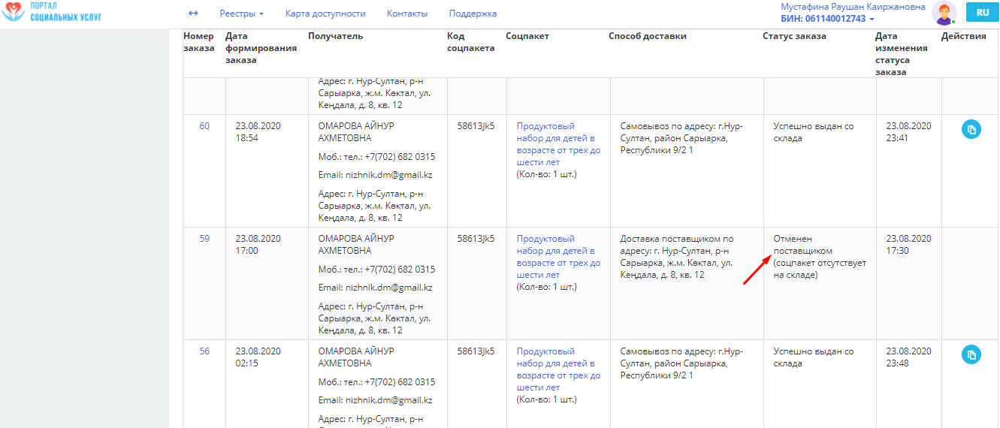 ПОРТАЛ
СОЦИАЛЬНЫХ УСЛУГ
Реестры
Карта доступности
Контакты
Поддержка
Мустафина Раушан Каиржановна
БИН: 061140012743
RU
Номер заказа
Дата формирования заказа
Получатель
Код соцпакета
Соцпакет
Способ доставки
Статус заказа
Дата изменения статуса заказа
Действия
Адрес: г. Нур-Султан, р-н
Сарыарка, ж.м. Көктал, ул.
Кеңдала, д. 8, кв. 12
60
23.08.2020
18:54
ОМАРОВА АЙНУР
АХМЕТОВНА
Моб.: тел.: +7(702) 682 0315
Email: nizhnik.dm@gmail.kz
Адрес: г. Нур-Султан, р-н
Сарыарка, ж.м. Көктал, ул.
Кеңдала, д. 8, кв. 12
58613Jk5
Продуктовый
набор для детей в
возрасте от трех до
шести лет
(Кол-во: 1 шт.)
Самовывоз по адресу: г.Нур-
Султан, район Сарыарка,
Республики 9/2 1
Успешно выдан со
склада
23.08.2020
23:41
59
23.08.2020
17:00
ОМАРОВА АЙНУР
АХМЕТОВНА
Моб.: тел.: +7(702) 682 0315
Email: nizhnik.dm@gmail.kz
Адрес: г. Нур-Султан, р-н
Сарыарка, ж.м. Көктал, ул.
Кеңдала, д. 8, кв. 12
58613Jk5
Продуктовый
набор для детей в
возрасте от трех до
шести лет
(Кол-во: 1 шт.)
Доставка поставщиком по
адресу: г. Нур-Султан, р-н
Сарыарка, ж.м. Көктал, ул.
Кеңдала, д. 8, кв. 12
Отменен
поставщиком
(соцпакет отсутствует
на складе)
23.08.2020
17:30
56
23.08.2020
02:15
ОМАРОВА АЙНУР
АХМЕТОВНА
Моб.: тел.: +7(702) 682 0315
Email: nizhnik.dm@gmail.kz
Адрес: г. Нур-Султан, р-н
58613Jk5
Продуктовый
набор для детей в
возрасте от трех до
шести лет
(Кол-во: 1 шт.)
Самовывоз по адресу: г.Нур-
Султан, район Сарыарка,
Республики 9/2 1
Успешно выдан со
склада
23.08.2020
23:48